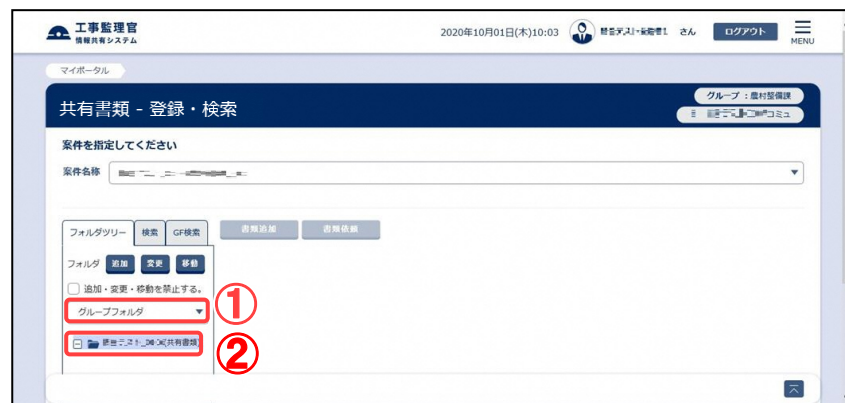 工事監理官
情報共有システム
2020年10月01日(木)10:03 さん ログアウト MENU
マイポータル
グループ：農村整備課
共有書類 - 登録・検索
案件を指定してください
案件名称
フォルダツリー 検索 GF検索 書類追加 書類依頼
フォルダ 追加 変更 移動
追加・変更・移動を禁止する。
グループフォルダ ①
(共有書類) ②